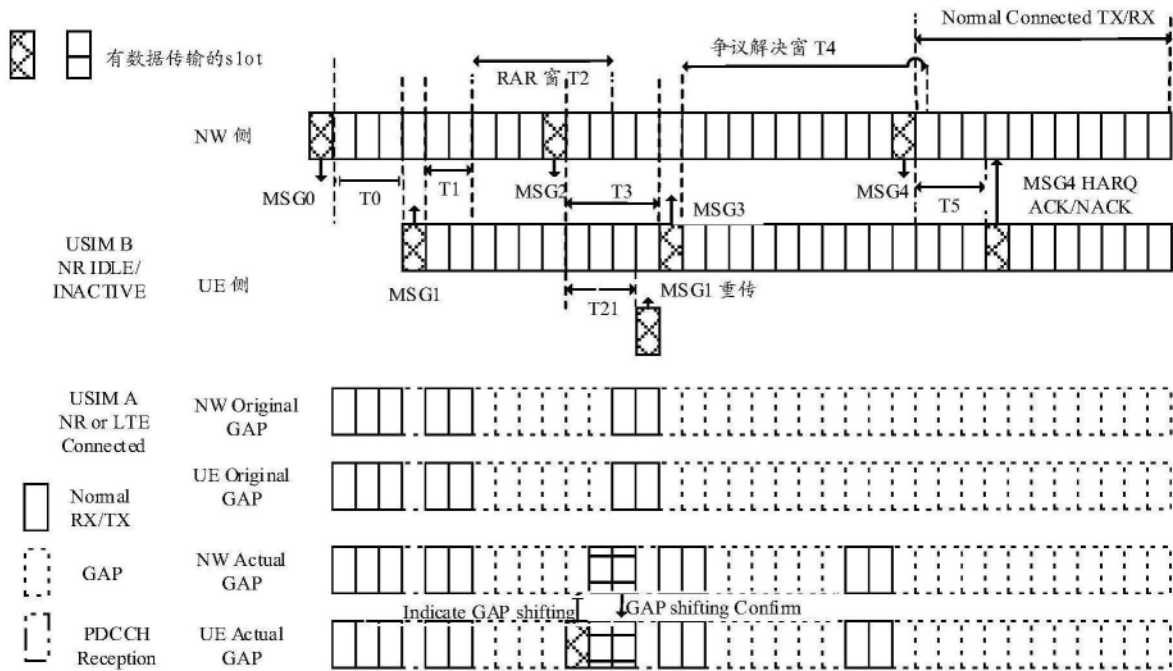 Normal Connected TX/RX
有数据传输的slot
RAR 窗 T2
争议解决窗 T4
NW 侧
MSG0
T0
T1
MSG2
T3
MSG3
MSG4
T5
MSG4 HARQ
ACK/NACK
USIM B
NR IDLE/
INACTIVE
UE 侧
MSG1
T21
MSG1 重传
USIM A
NR or LTE
Connected
NW Original
GAP
UE Original
GAP
Normal
RX/TX
NW Actual
GAP
GAP
Indicate GAP shifting
GAP shifting Confirm
PDCCH
Reception
UE Actual
GAP